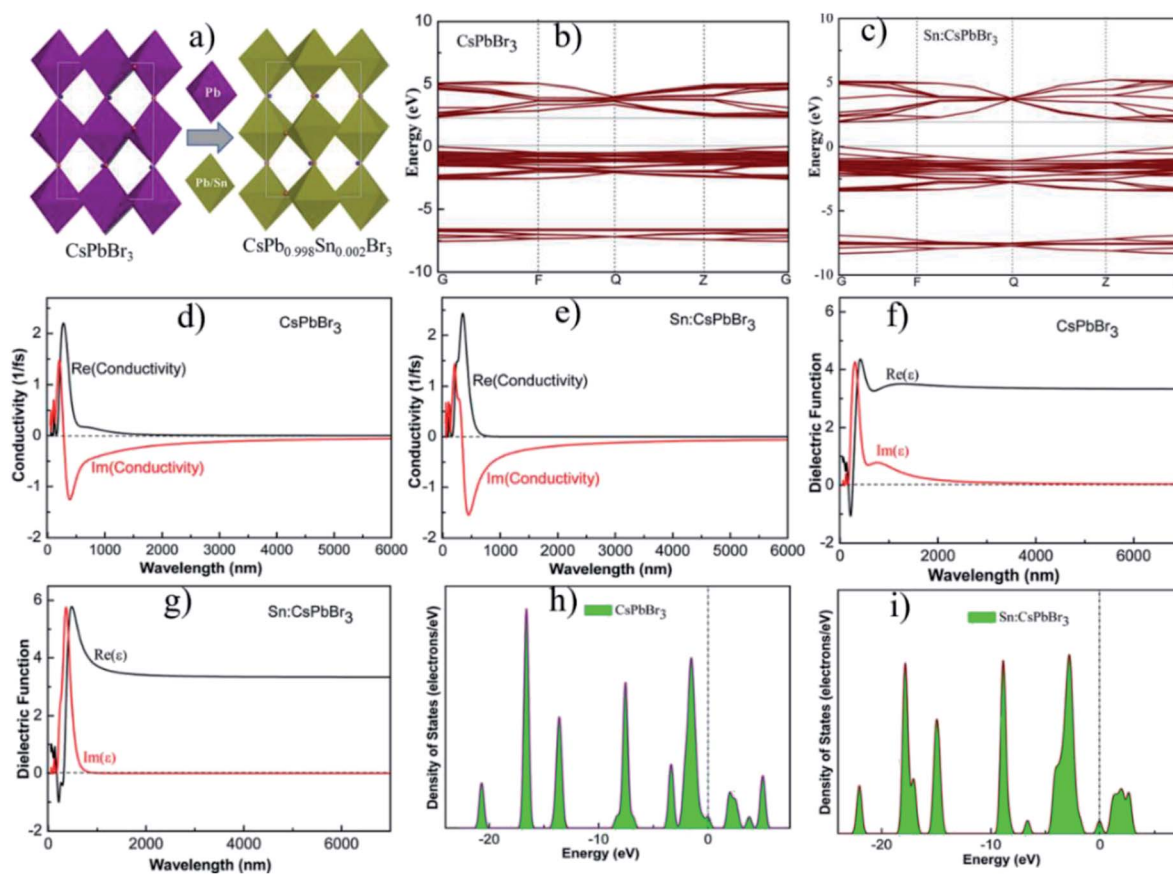 a)
Pb
Pb/Sn
CsPbBr3
CsPb0.998Sn0.002Br3
b)
CsPbBr3
Energy (eV)
10
5
0
-5
-10
G F Q Z G
c)
Sn:CsPbBr3
Energy (eV)
10
5
0
-5
-10
G F Q Z
d)
CsPbBr3
Re(Conductivity)
Im(Conductivity)
Conductivity (1/fs)
2
1
0
-1
-2
0 1000 2000 3000 4000 5000 6000
Wavelength (nm)
e)
Sn:CsPbBr3
Re(Conductivity)
Im(Conductivity)
Conductivity (1/fs)
2
1
0
-1
-2
0 1000 2000 3000 4000 5000 6000
Wavelength (nm)
f)
CsPbBr3
Re(ε)
Im(ε)
Dielectric Function
6
4
2
0
-2
0 2000 4000 6000
Wavelength (nm)
g)
Sn:CsPbBr3
Re(ε)
Im(ε)
Dielectric Function
6
4
2
0
-2
0 1000 2000 3000 4000 5000 6000
Wavelength (nm)
h)
CsPbBr3
Density of States (electrons/eV)
-20 -10 0
Energy (eV)
i)
Sn:CsPbBr3
Density of States (electrons/eV)
-20 -10 0
Energy (eV)